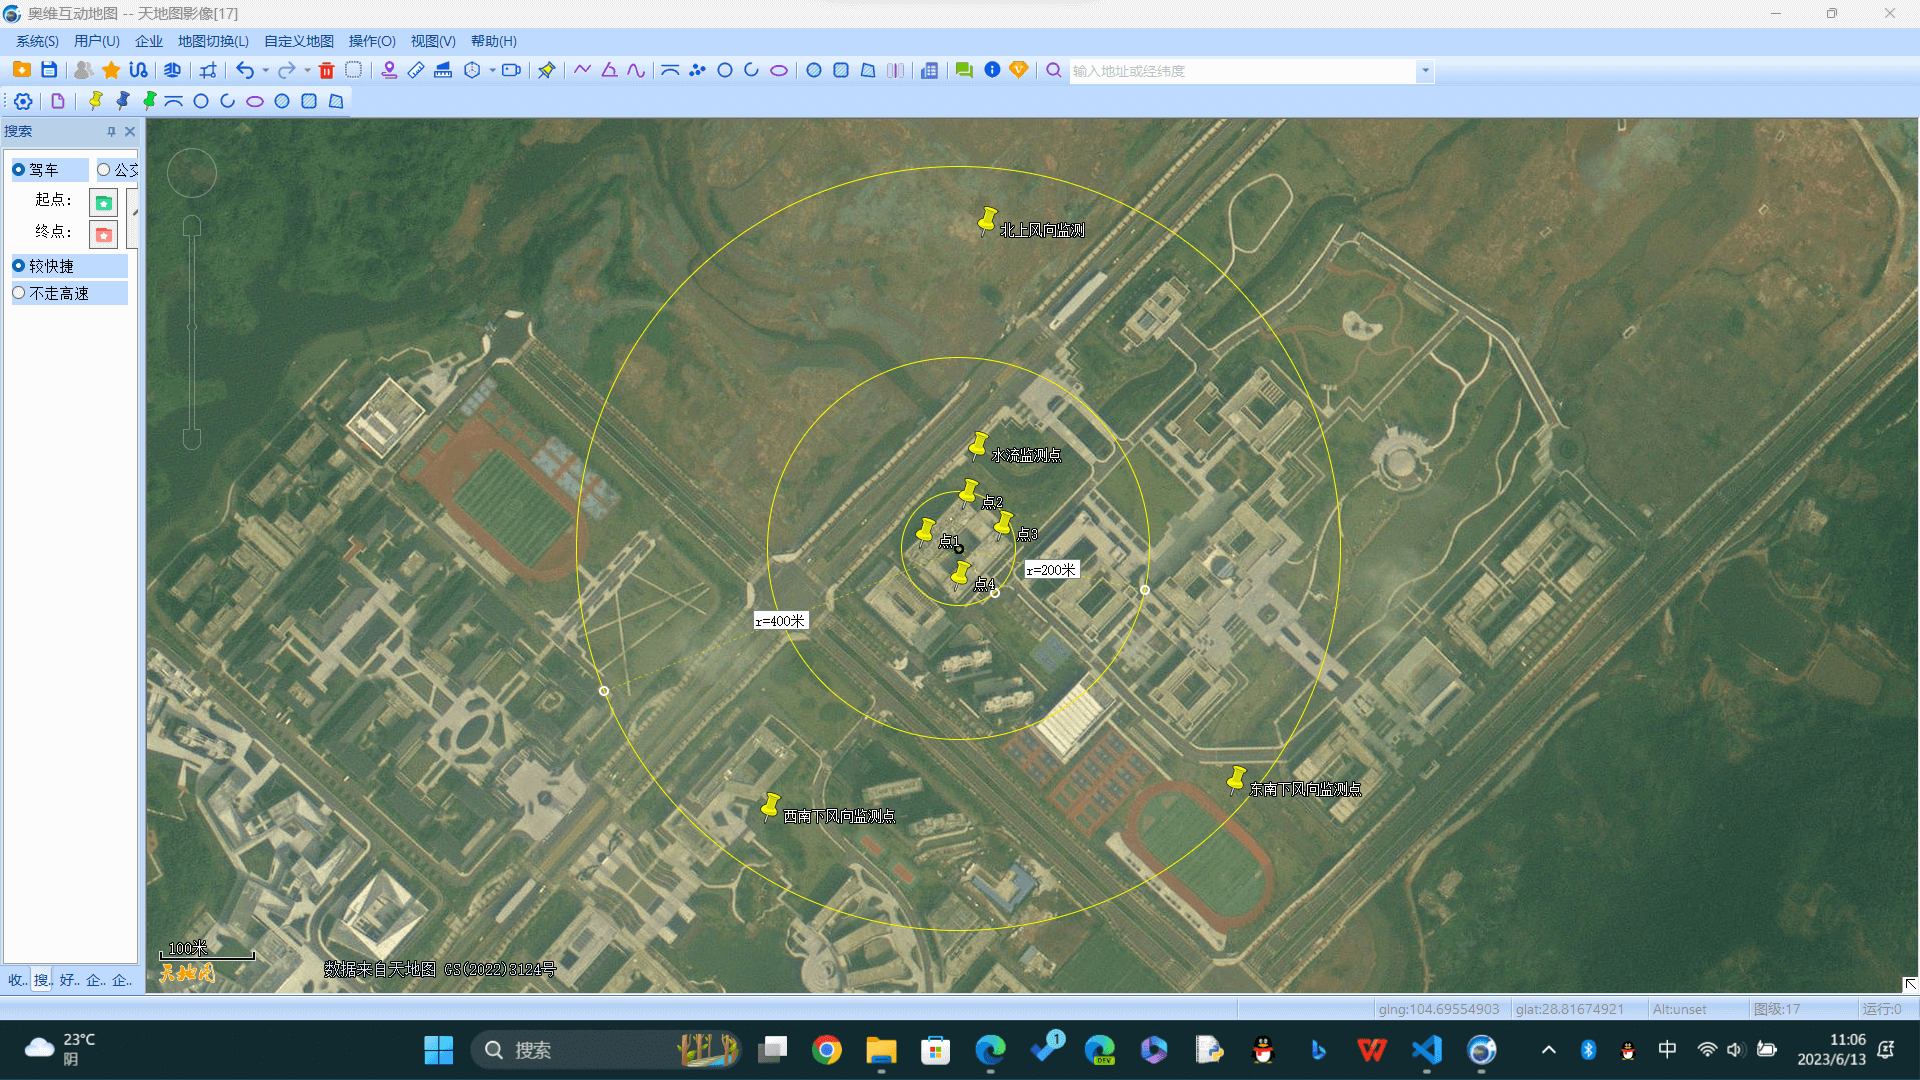 奥维互动地图 -- 天地图影像[17]
系统(S) 用户(U) 企业 地图切换(L) 自定义地图 操作(O) 视图(V) 帮助(H)
输入地址或经纬度
搜索
驾车 公交
起点：
终点：
较快捷
不走高速
北上风向监测
水流监测点
点2
点3
点1
点4
r=200米
r=400米
东南下风向监测点
西南下风向监测点
100米
天地图
数据来自天地图 GS(2022)3124号
收.. 搜.. 好.. 企.. 企..
glng:104.69554903 glat:28.81674921 Alt:unset 图级:17 运行:0
23°C
阴
搜索
1
DEV
中
11:06
2023/6/13